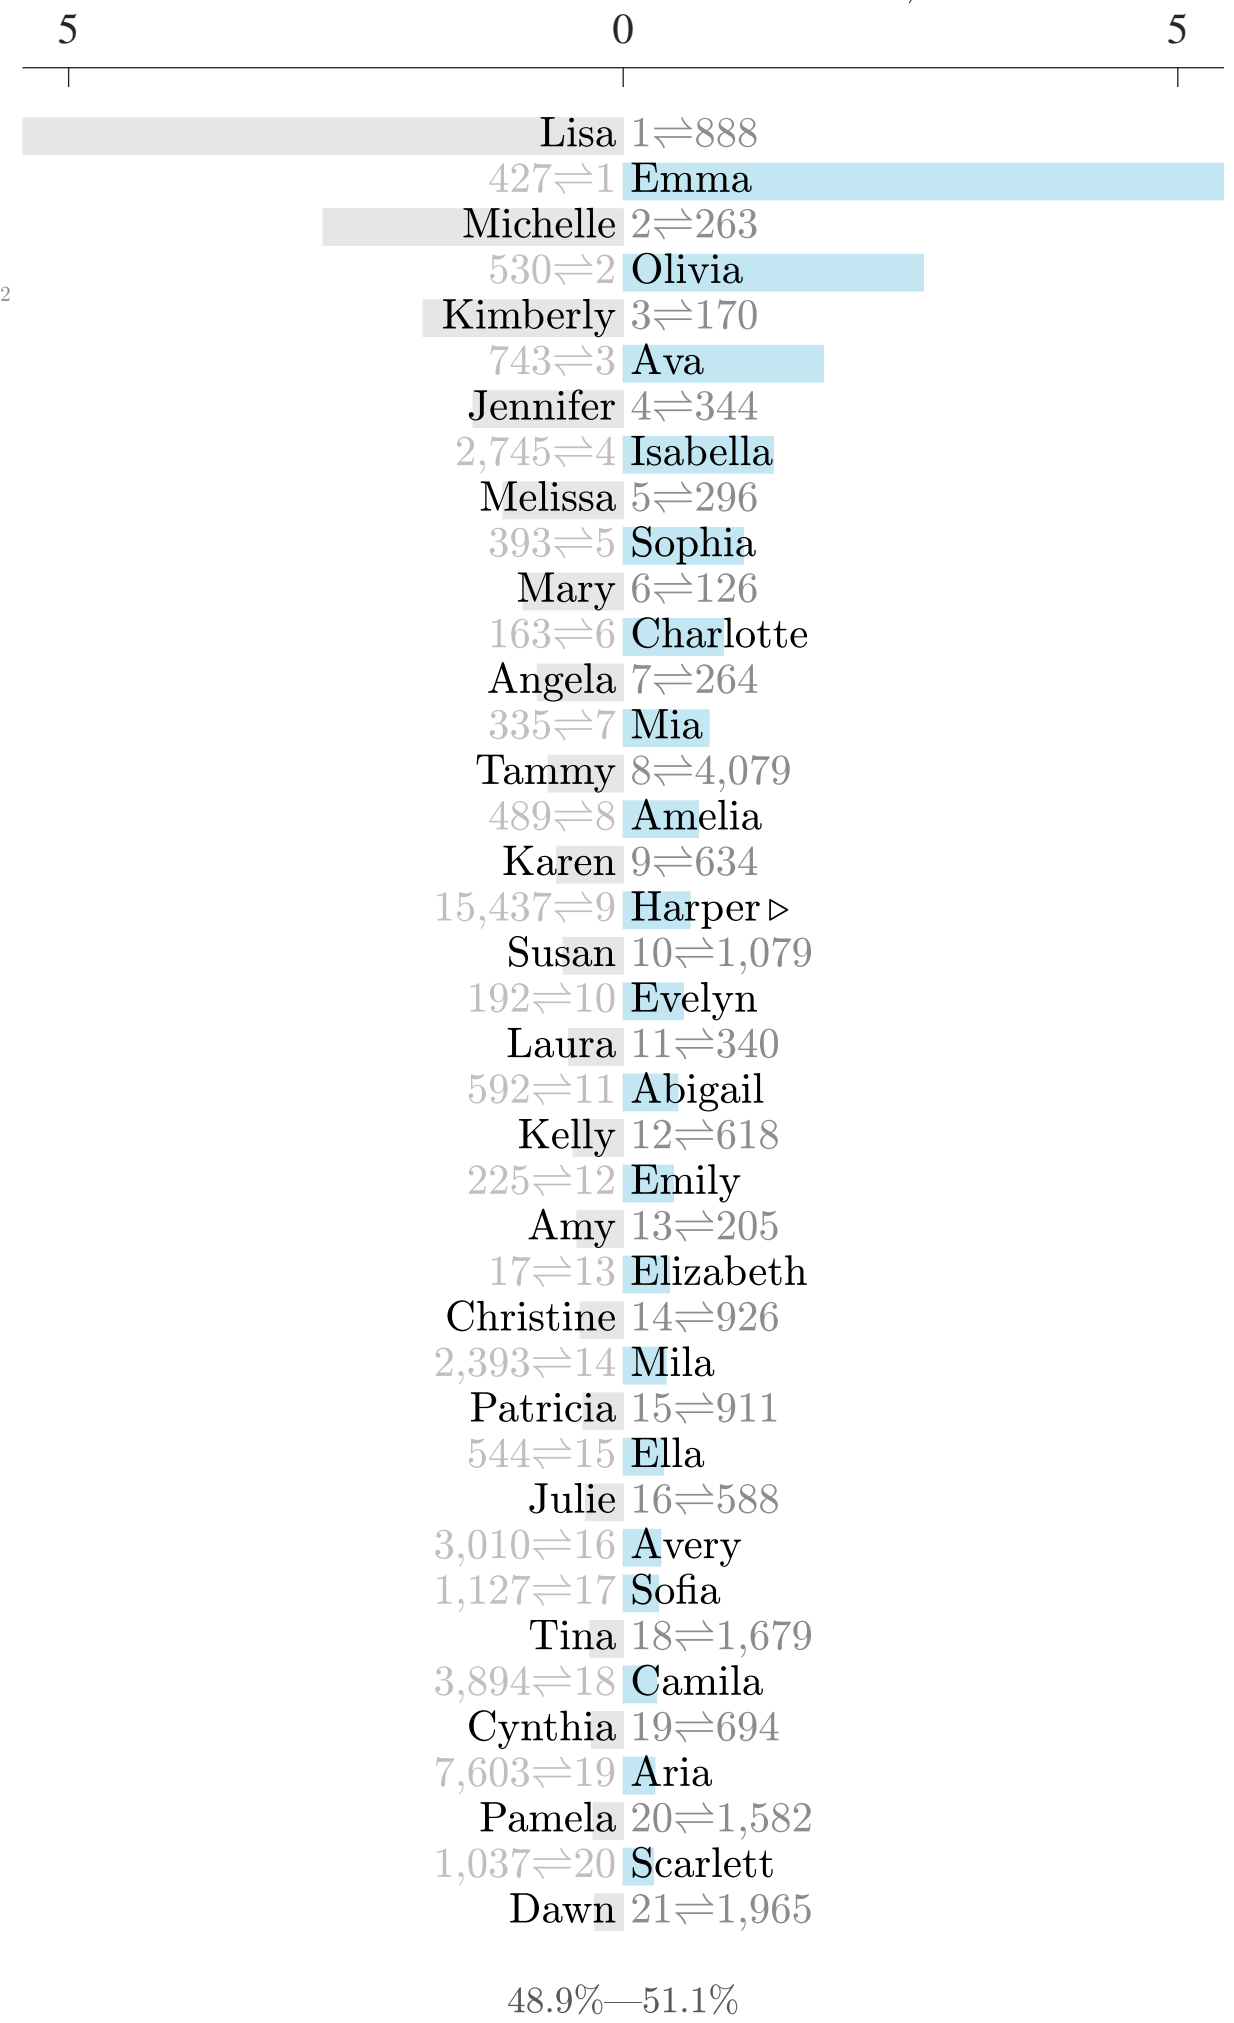 5 0 5
Lisa 1⇌888
427⇌1 Emma
Michelle 2⇌263
530⇌2 Olivia
2
Kimberly 3⇌170
743⇌3 Ava
Jennifer 4⇌344
2,745⇌4 Isabella
Melissa 5⇌296
393⇌5 Sophia
Mary 6⇌126
163⇌6 Charlotte
Angela 7⇌264
335⇌7 Mia
Tammy 8⇌4,079
489⇌8 Amelia
Karen 9⇌634
15,437⇌9 Harper ▷
Susan 10⇌1,079
192⇌10 Evelyn
Laura 11⇌340
592⇌11 Abigail
Kelly 12⇌618
225⇌12 Emily
Amy 13⇌205
17⇌13 Elizabeth
Christine 14⇌926
2,393⇌14 Mila
Patricia 15⇌911
544⇌15 Ella
Julie 16⇌588
3,010⇌16 Avery
1,127⇌17 Sofia
Tina 18⇌1,679
3,894⇌18 Camila
Cynthia 19⇌694
7,603⇌19 Aria
Pamela 20⇌1,582
1,037⇌20 Scarlett
Dawn 21⇌1,965
48.9%—51.1%